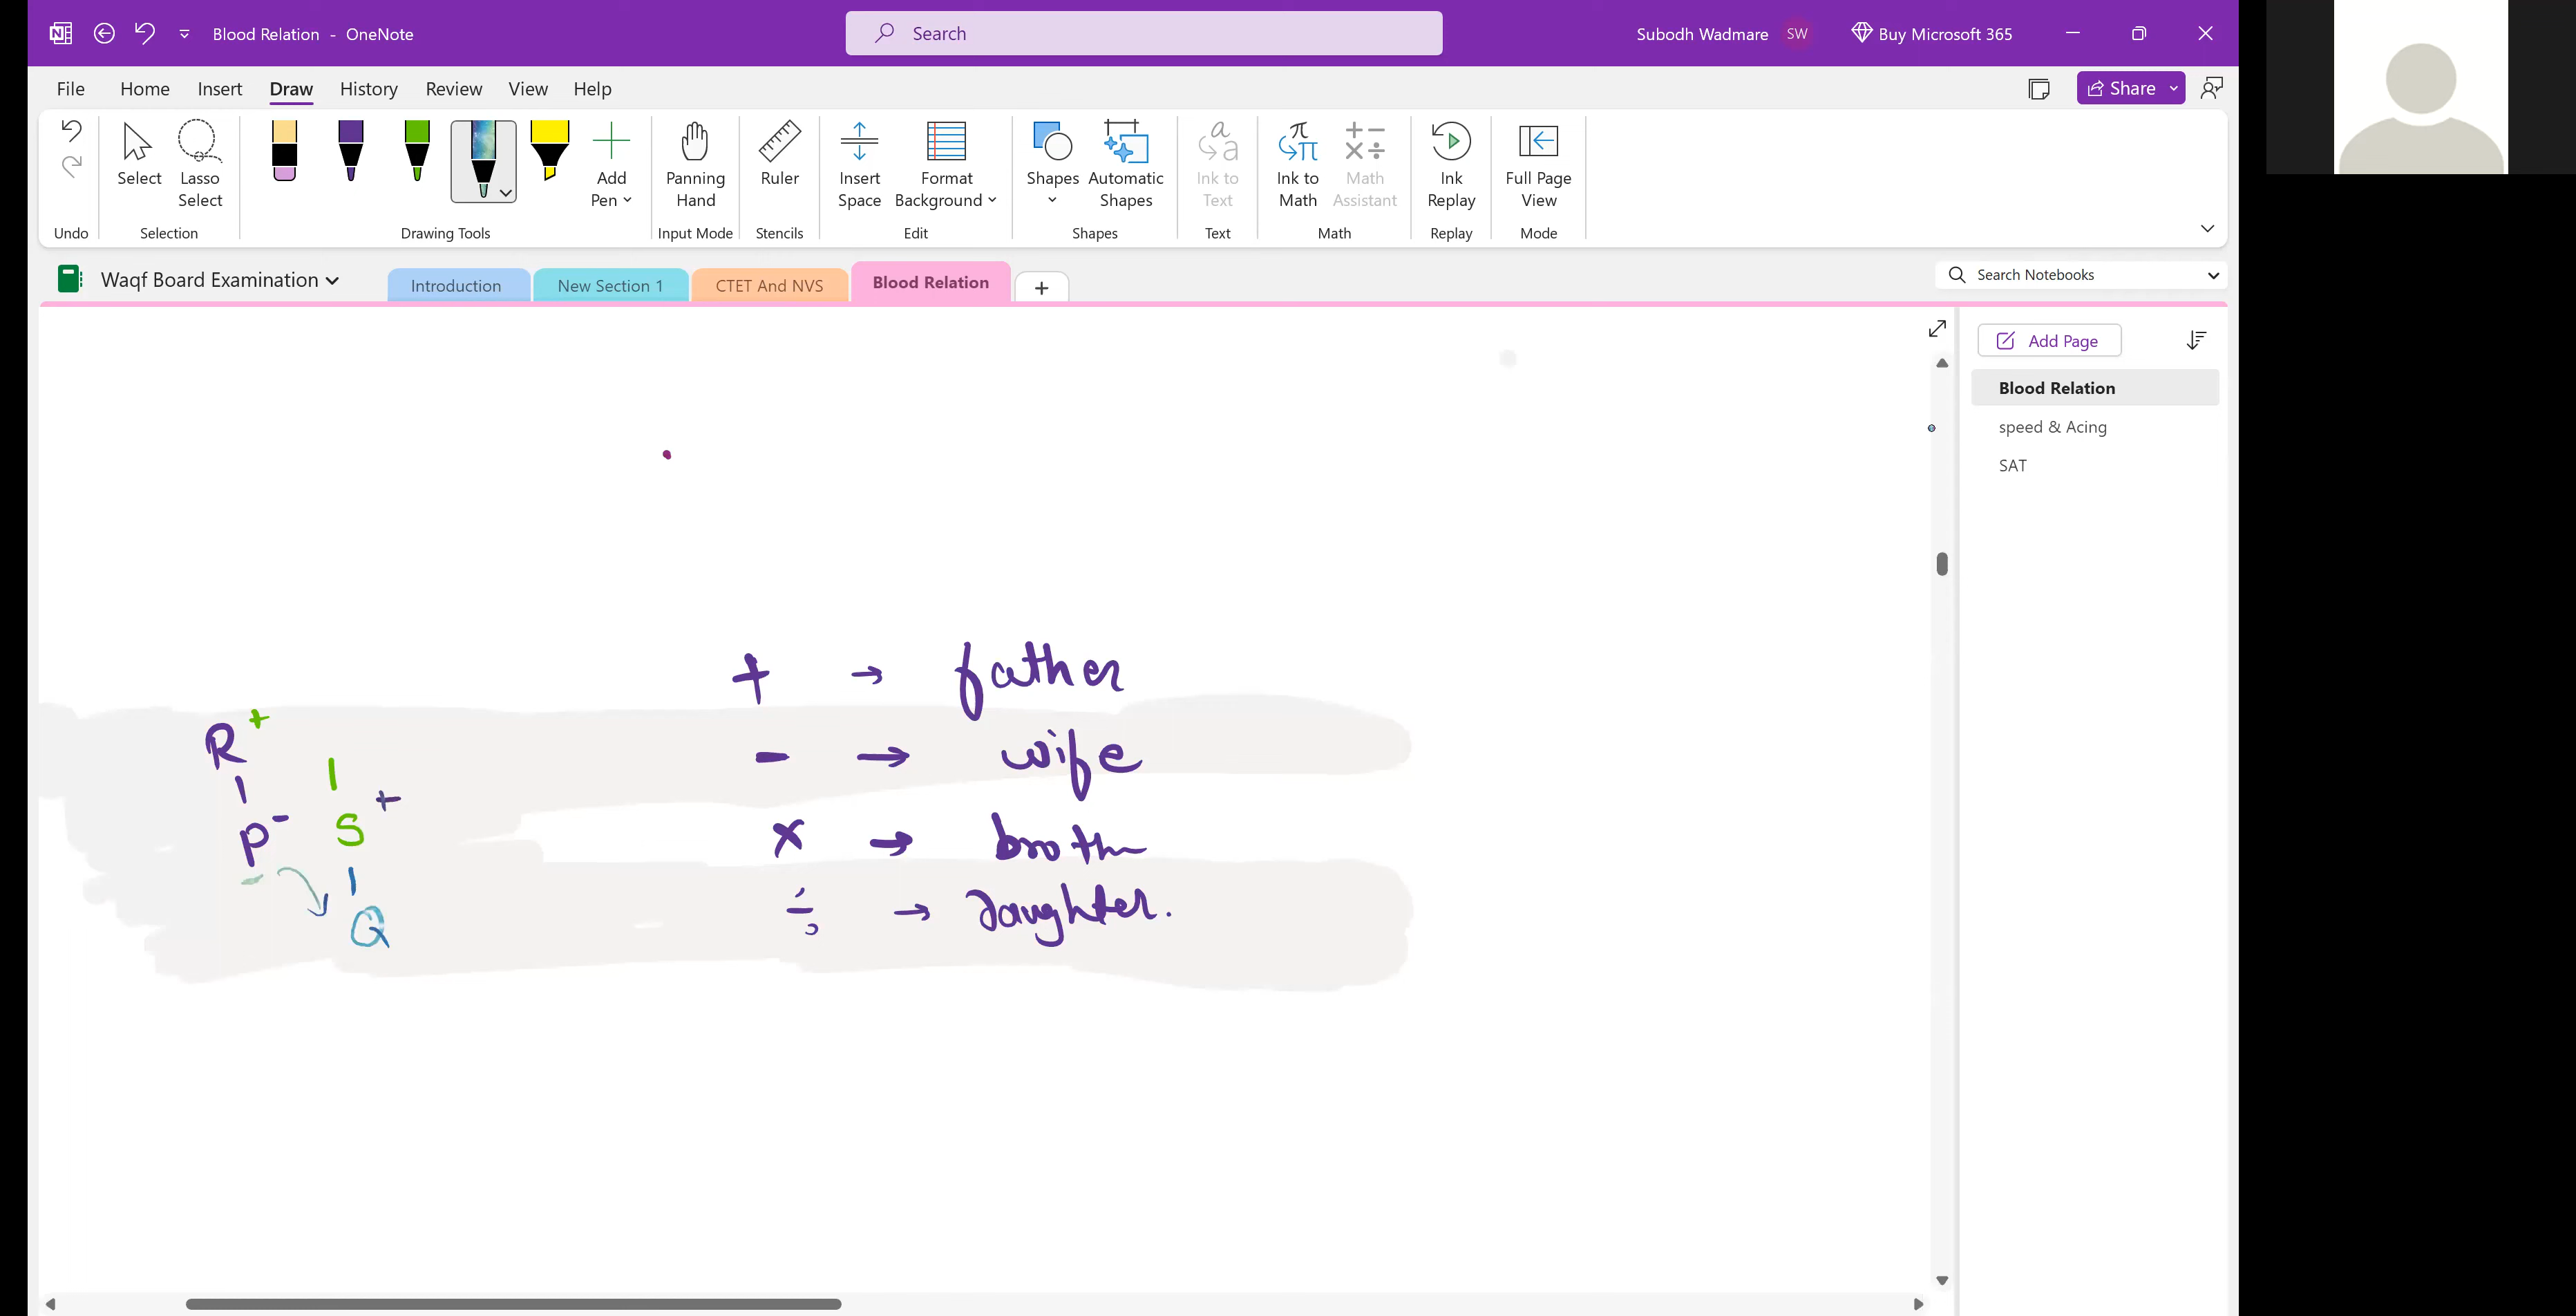 Blood Relation - OneNote
Search
Subodh Wadmare SW Buy Microsoft 365
File Home Insert Draw History Review View Help
Share
Select
Lasso Select
Add Pen
Panning Hand
Ruler
Insert Space
Format Background
Shapes
Automatic Shapes
Ink to Text
Ink to Math
Math Assistant
Ink Replay
Full Page View
Undo Selection Drawing Tools Input Mode Stencils Edit Shapes Text Math Replay Mode
Waqf Board Examination Introduction New Section 1 CTET And NVS Blood Relation +
Search Notebooks
Add Page
Blood Relation
speed & Acing
SAT
+ → father
- → wife
× → broth
÷ → Daughter.
R +
P - S +
- Q